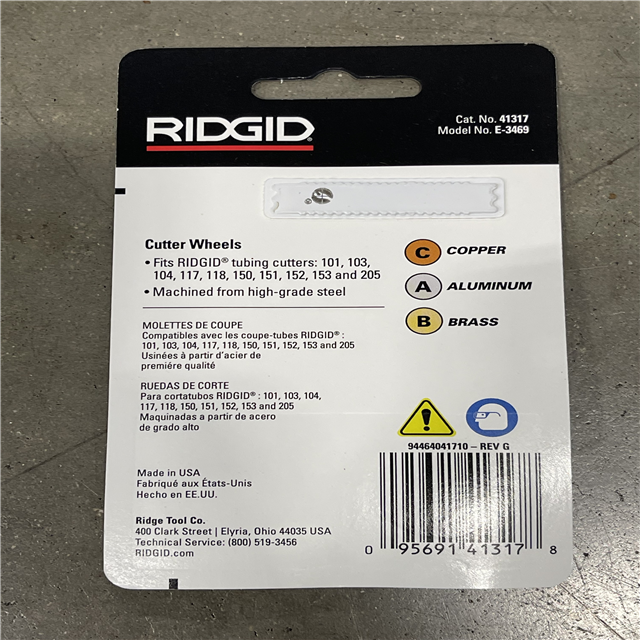 RIDGID®
Cat. No. 41317
Model No. E-3469
Cutter Wheels
• Fits RIDGID® tubing cutters: 101, 103,
104, 117, 118, 150, 151, 152, 153 and 205
• Machined from high-grade steel
C COPPER
A ALUMINUM
B BRASS
MOLETTES DE COUPE
Compatibles avec les coupe-tubes RIDGID® :
101, 103, 104, 117, 118, 150, 151, 152, 153 and 205
Usinées à partir d'acier de
première qualité
RUEDAS DE CORTE
Para cortatubos RIDGID® : 101, 103, 104,
117, 118, 150, 151, 152, 153 and 205
Maquinadas a partir de acero
de grado alto
94464041710 – REV G
Made in USA
Fabriqué aux États-Unis
Hecho en EE.UU.
Ridge Tool Co.
400 Clark Street | Elyria, Ohio 44035 USA
Technical Service: (800) 519-3456
RIDGID.com
0 95691 41317 8